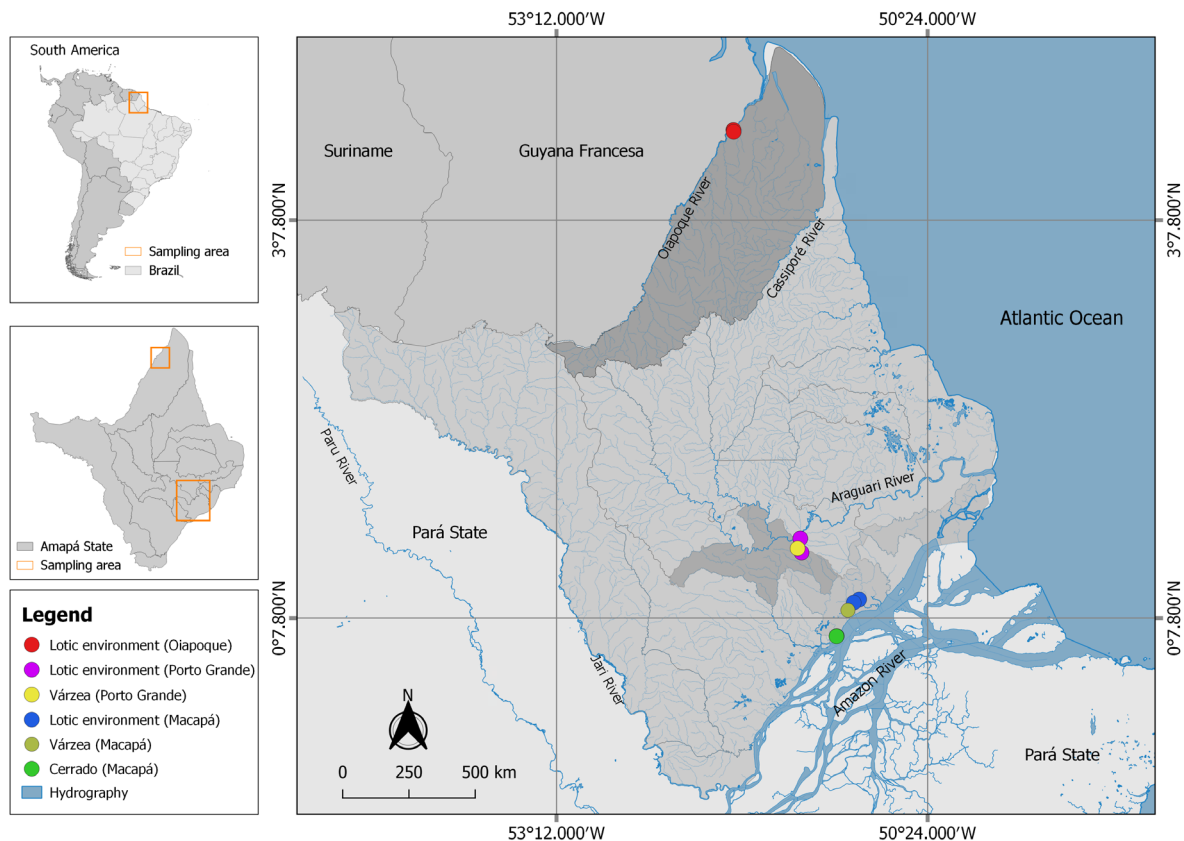 53°12.000′W
50°24.000′W
South America
Sampling area
Brazil
Amapá State
Sampling area
Legend
Lotic environment (Oiapoque)
Lotic environment (Porto Grande)
Várzea (Porto Grande)
Lotic environment (Macapá)
Várzea (Macapá)
Cerrado (Macapá)
Hydrography
Suriname
Guyana Francesa
Oiapoque River
Cassiporé River
3°7.800′N
3°7.800′N
Atlantic Ocean
Paru River
Araguari River
Pará State
0°7.800′N
0°7.800′N
Jari River
Amazon River
Pará State
N
0 250 500 km
53°12.000′W
50°24.000′W